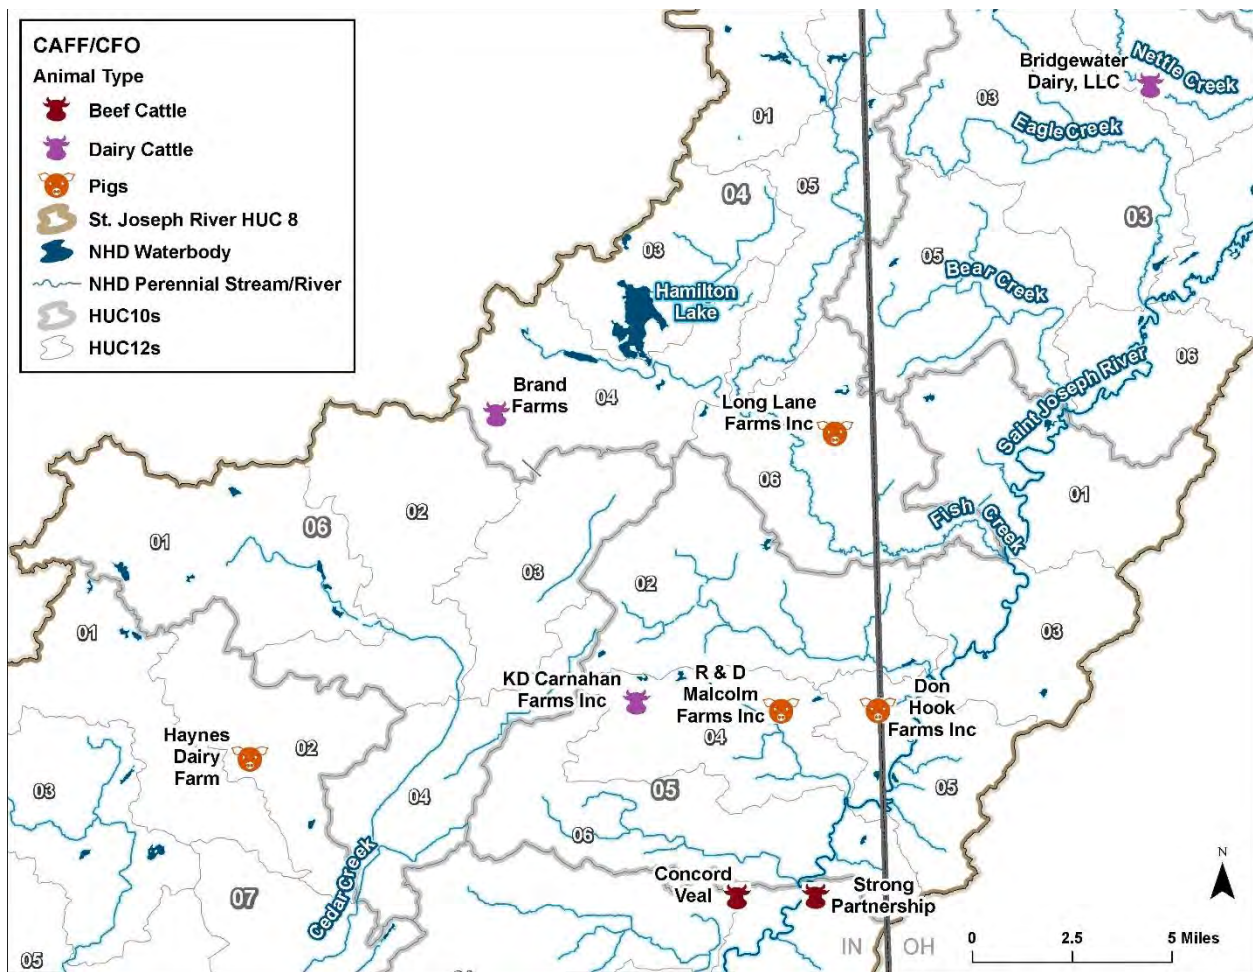 CAFF/CFO
Animal Type
Beef Cattle
Dairy Cattle
Pigs
St. Joseph River HUC 8
NHD Waterbody
NHD Perennial Stream/River
HUC10s
HUC12s
Bridgewater
Dairy, LLC
Nettle Creek
03
Eagle Creek
01
05
04
03
03
05
Bear Creek
Hamilton
Lake
06
Saint Joseph River
Brand
Farms
04
Long Lane
Farms Inc
06
01
Fish Creek
02
06
01
03
02
01
03
KD Carnahan
Farms Inc
R & D
Malcolm
Farms Inc
04
Don
Hook
Farms Inc
Haynes
Dairy
Farm
02
03
04
05
05
06
Cedar Creek
07
Concord
Veal
Strong
Partnership
05
IN OH
N
0 2.5 5 Miles